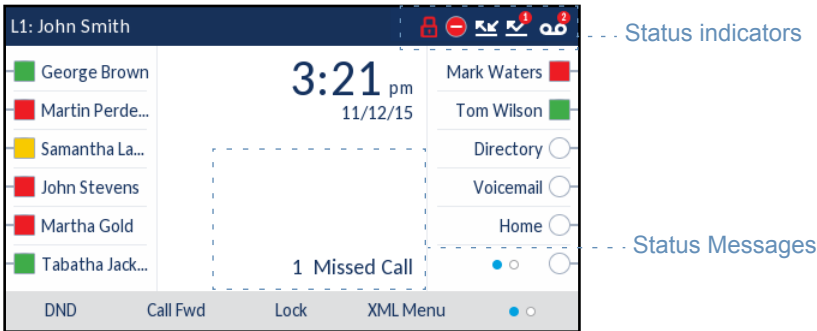 L1: John Smith
1
2
Status indicators
George Brown
3:21 pm
Mark Waters
Martin Perde...
11/12/15
Tom Wilson
Samantha La...
Directory
John Stevens
Voicemail
Martha Gold
Home
Status Messages
Tabatha Jack...
1 Missed Call
DND
Call Fwd
Lock
XML Menu